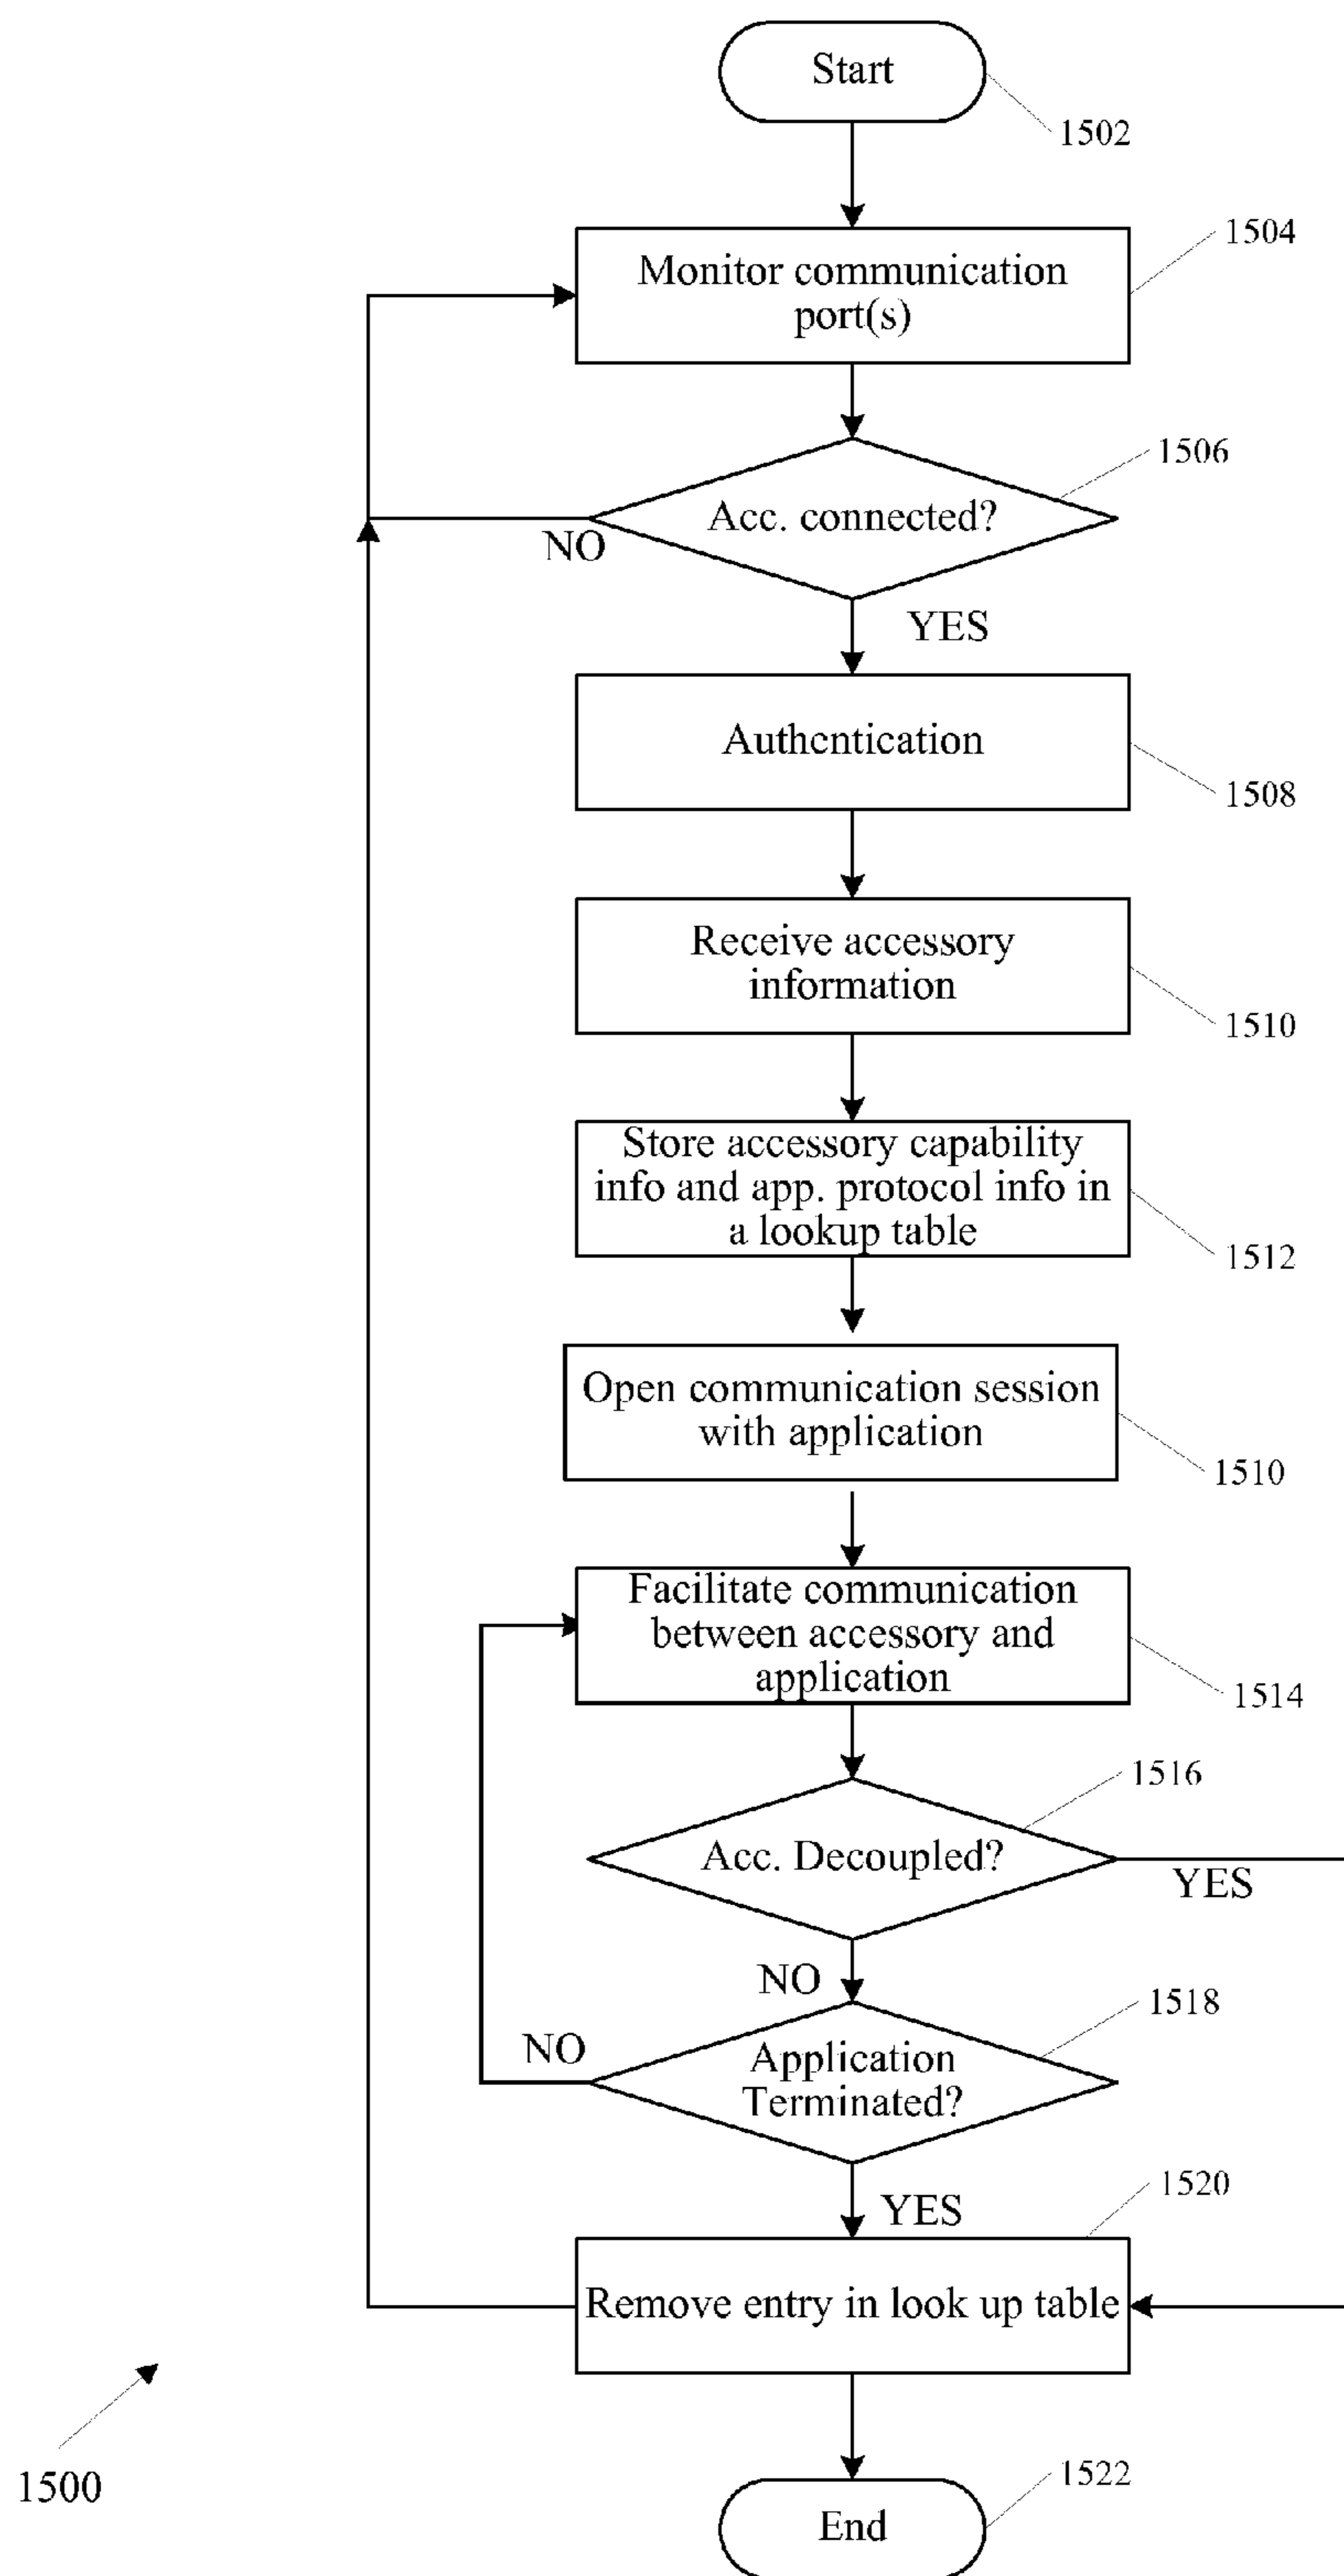 Start
1502
1504
Monitor communication
port(s)
1506
Acc. connected?
NO
YES
Authentication
1508
Receive accessory
information
1510
Store accessory capability
info and app. protocol info in
a lookup table
1512
Open communication session
with application
1510
Facilitate communication
between accessory and
application
1514
1516
Acc. Decoupled?
YES
NO
1518
NO
Application
Terminated?
1520
YES
Remove entry in look up table
1500
1522
End